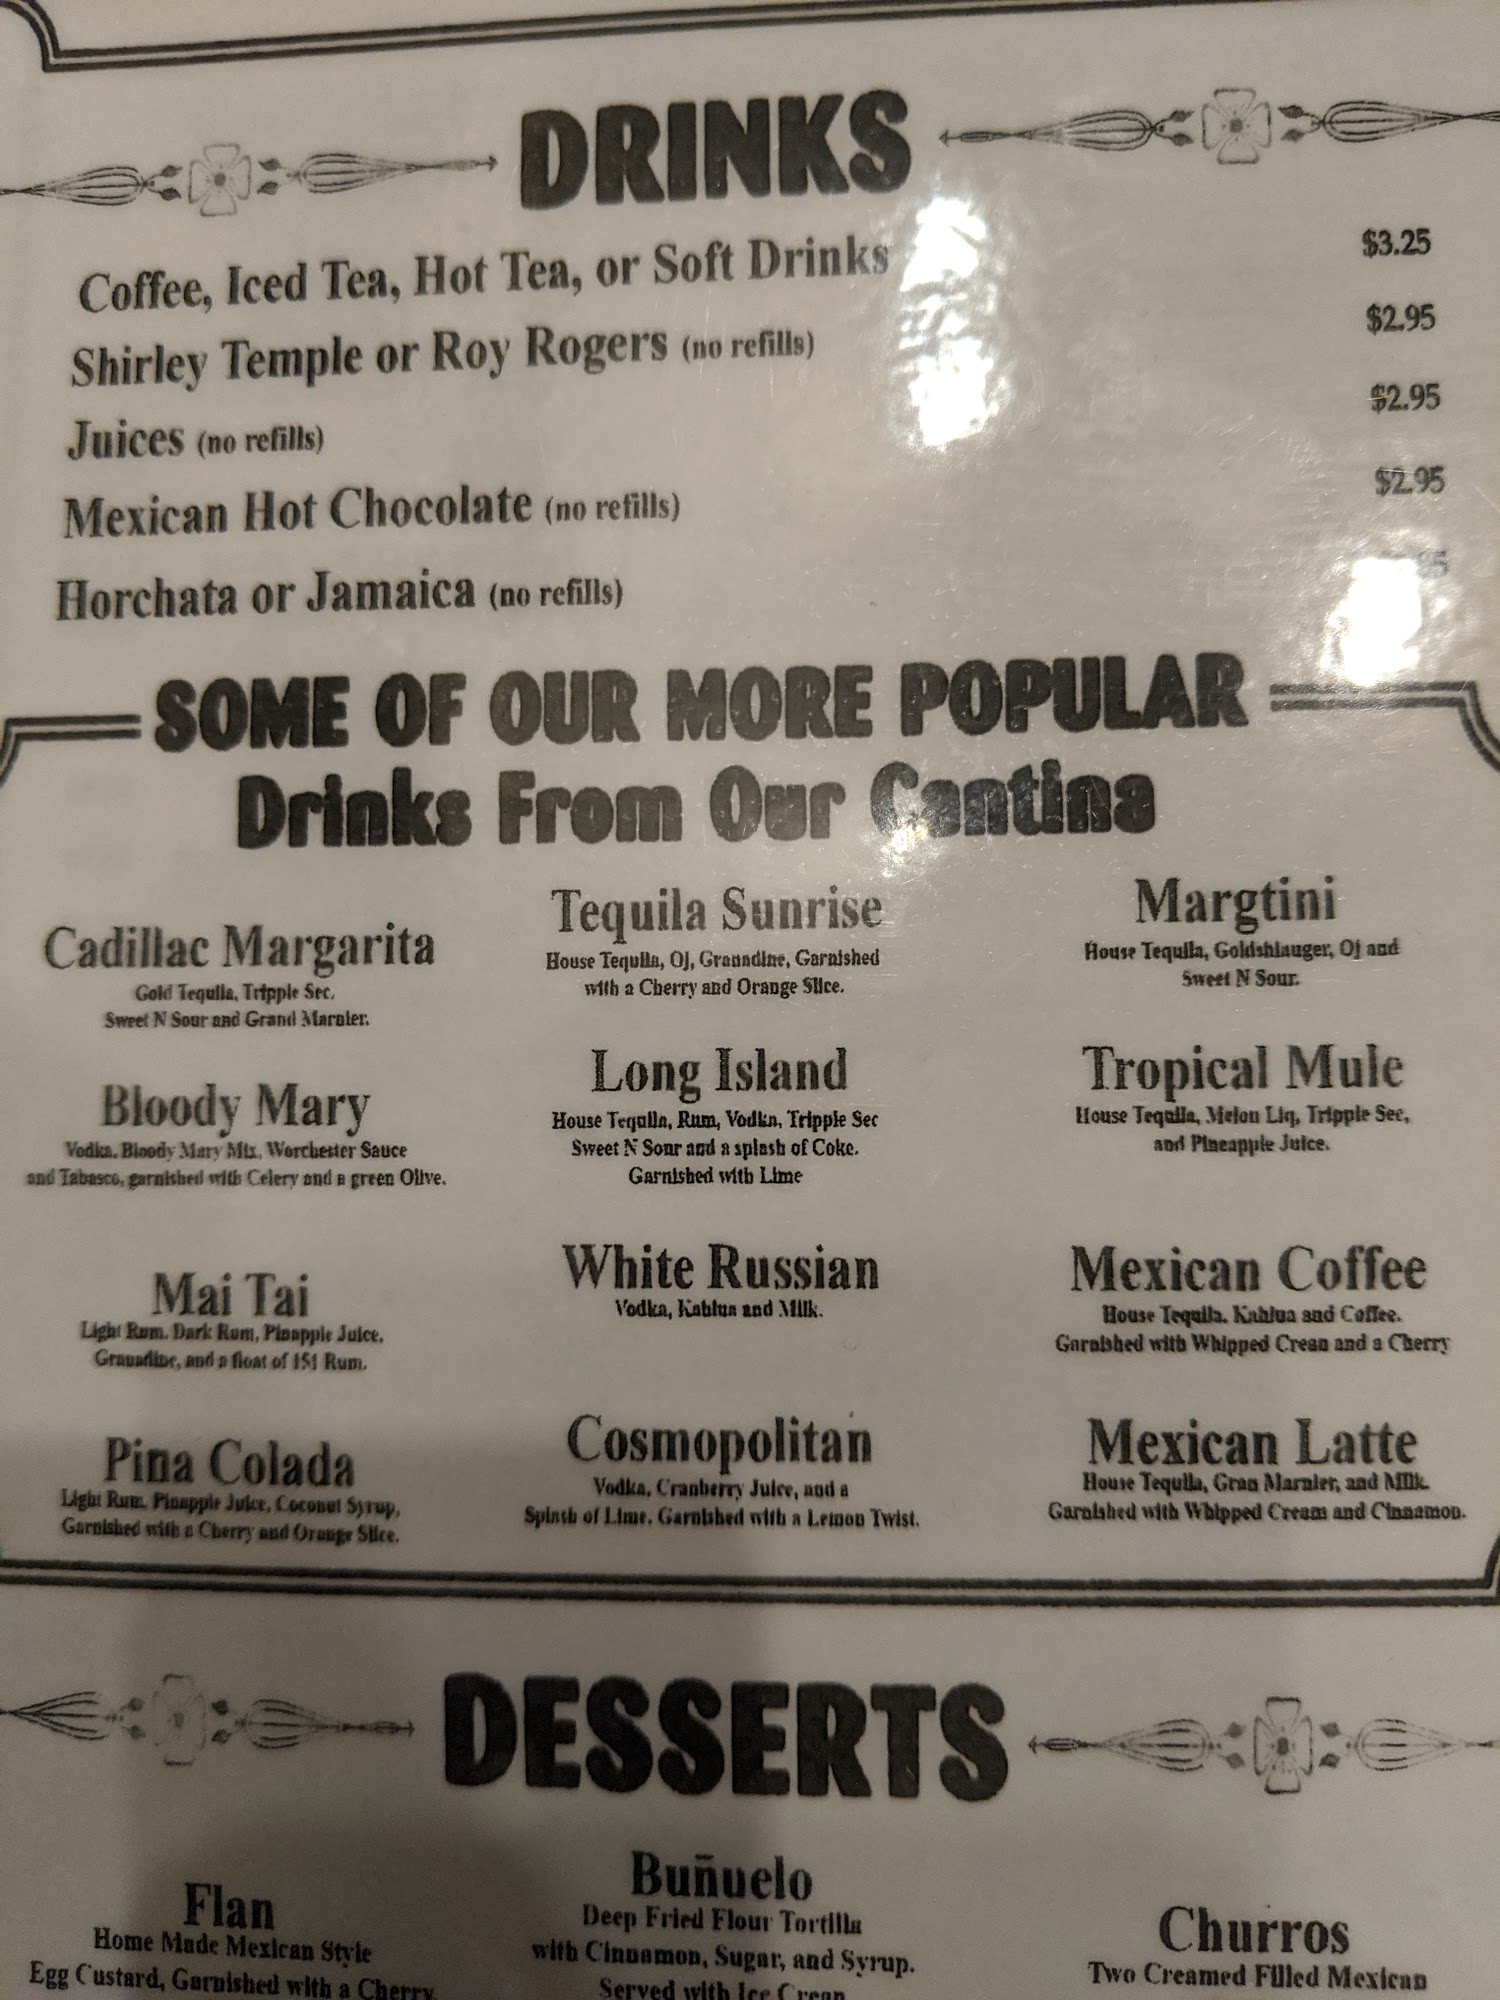 DRINKS
Coffee, Iced Tea, Hot Tea, or Soft Drinks $3.25
Shirley Temple or Roy Rogers (no refills) $2.95
Juices (no refills) $2.95
Mexican Hot Chocolate (no refills) $2.95
Horchata or Jamaica (no refills)
SOME OF OUR MORE POPULAR
Drinks From Our Cantina
Cadillac Margarita
Gold Tequila, Tripple Sec.
Sweet N Sour and Grand Marnier.
Bloody Mary
Vodka, Bloody Mary Mix, Worchester Sauce
and Tabasco, garnished with Celery and a green Olive.
Mai Tai
Light Rum, Dark Rum, Pinapple Juice,
Granadine, and a float of 151 Rum.
Pina Colada
Light Rum, Pinapple Juice, Coconut Syrup,
Garnished with a Cherry and Orange Slice.
Tequila Sunrise
House Tequila, OJ, Granadine, Garnished
with a Cherry and Orange Slice.
Long Island
House Tequila, Rum, Vodka, Tripple Sec
Sweet N Sour and a splash of Coke.
Garnished with Lime
White Russian
Vodka, Kahlua and Milk.
Cosmopolitan
Vodka, Cranberry Juice, and a
Splash of Lime. Garnished with a Lemon Twist.
Margtini
House Tequila, Goldshlauger, OJ and
Sweet N Sour.
Tropical Mule
House Tequila, Melon Liq, Tripple Sec,
and Pineapple Juice.
Mexican Coffee
House Tequila, Kahlua and Coffee.
Garnished with Whipped Crean and a Cherry
Mexican Latte
House Tequila, Gran Marnier, and Milk.
Garnished with Whipped Cream and Cinnamon.
DESSERTS
Flan
Home Made Mexican Style
Egg Custard, Garnished with a Cherry
Buñuelo
Deep Fried Flour Tortilla
with Cinnamon, Sugar, and Syrup.
Served with Ice Crean
Churros
Two Creamed Filled Mexican